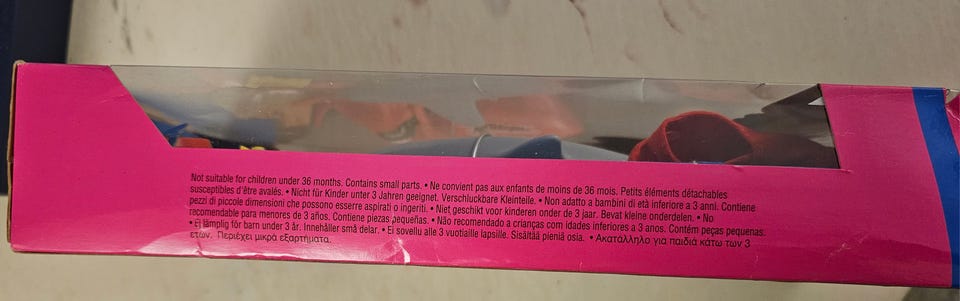 Not suitable for children under 36 months. Contains small parts. • Ne convient pas aux enfants de moins de 36 mois. Petits éléments détachables
susceptibles d'être avalés. • Nicht für Kinder unter 3 Jahren geeignet. Verschluckbare Kleinteile. • Non adatto a bambini di età inferiore a 3 anni. Contiene
pezzi di piccole dimensioni che possono esserre aspirati o ingeriti. • Niet geschikt voor kinderen onder de 3 jaar. Bevat kleine onderdelen. • No
recomendable para menores de 3 años. Contiene piezas pequeñas. • Não recomendado a crianças com idades inferiores a 3 anos. Contém peças pequenas.
• Ej lämplig för barn under 3 år. Innehåller små delar. • Ei sovellu alle 3 vuotiaille lapsille. Sisältää pieniä osia. • Ακατάλληλο για παιδιά κάτω των 3
ετών. Περιέχει μικρά εξαρτήματα.